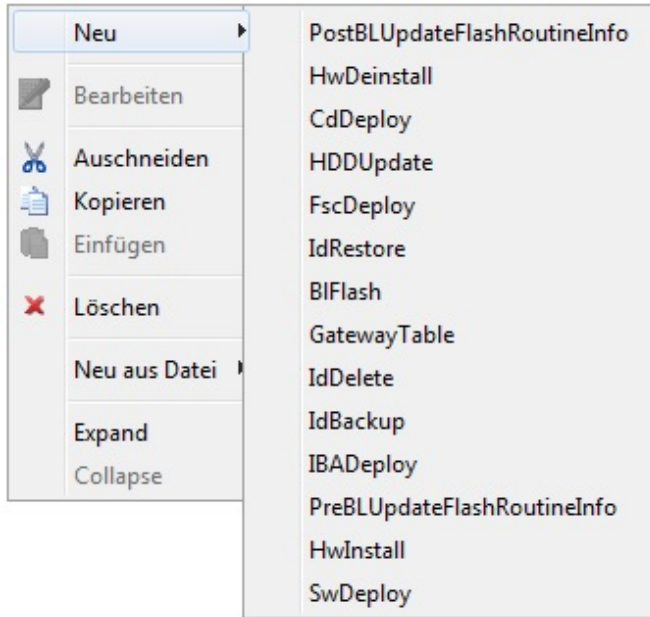 Neu
Bearbeiten
Auschneiden
Kopieren
Einfügen
Löschen
Neu aus Datei
Expand
Collapse
PostBLUpdateFlashRoutineInfo
HwDeinstall
CdDeploy
HDDUpdate
FscDeploy
IdRestore
BlFlash
GatewayTable
IdDelete
IdBackup
IBADeploy
PreBLUpdateFlashRoutineInfo
HwInstall
SwDeploy